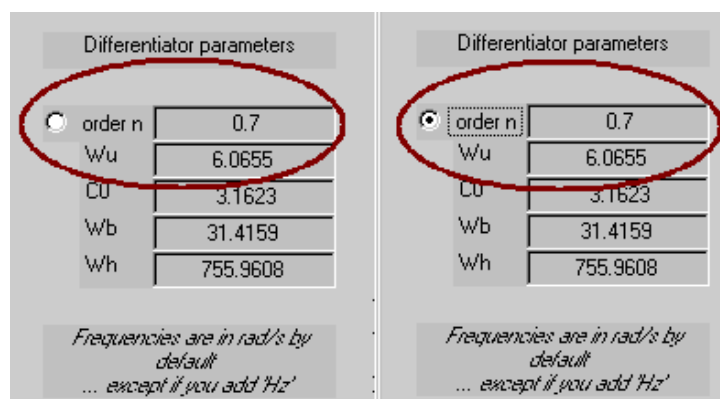 Differentiator parameters
order n 0.7
Wu 6.0655
C0 3.1623
Wb 31.4159
Wh 755.9608
Frequencies are in rad/s by
default
... except if you add 'Hz'
Differentiator parameters
order n 0.7
Wu 6.0655
C0 3.1623
Wb 31.4159
Wh 755.9608
Frequencies are in rad/s by
default
... except if you add 'Hz'